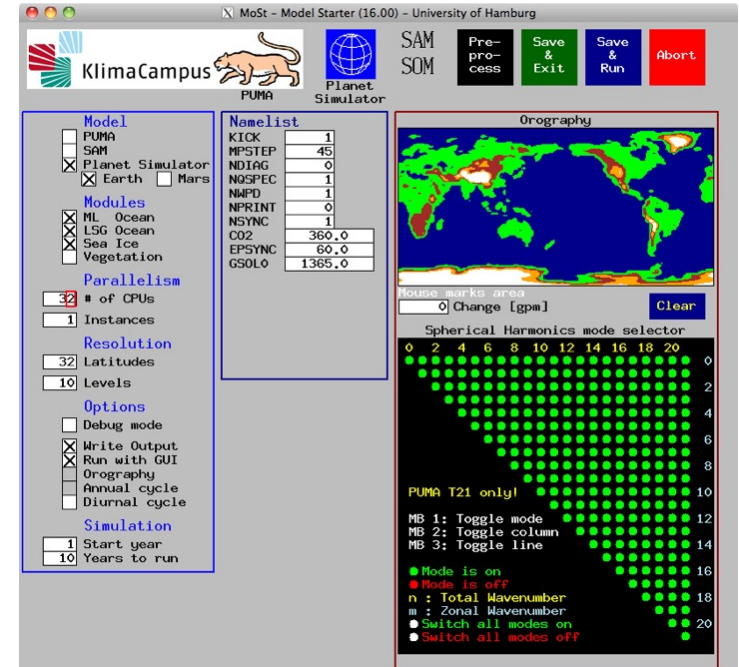 MoSt - Model Starter (16.00) - University of Hamburg
KlimaCampus
PUMA
Planet
Simulator
SAM
SOM
Pre-
pro-
cess
Save
&
Exit
Save
&
Run
Abort
Model
PUMA
SAM
Planet Simulator
Earth Mars
Modules
ML Ocean
LSG Ocean
Sea Ice
Vegetation
Parallelism
32 # of CPUs
1 Instances
Resolution
32 Latitudes
10 Levels
Options
Debug mode
Write Output
Run with GUI
Orography
Annual cycle
Diurnal cycle
Simulation
1 Start year
10 Years to run
Namelist
KICK 1
MPSTEP 45
NDIAG 0
NQSPEC 1
NWPD 1
NPRINT 0
NSYNC 1
CO2 360.0
EPSYNC 60.0
GSOL0 1365.0
Orography
Mouse marks area
0 Change [gpm]
Clear
Spherical Harmonics mode selector
0 2 4 6 8 10 12 14 16 18 20
0
2
4
6
8
PUMA T21 only! 10
MB 1: Toggle mode 12
MB 2: Toggle column
MB 3: Toggle line 14
Mode is on 16
Mode is off
n : Total Wavenumber 18
m : Zonal Wavenumber
Switch all modes on 20
Switch all modes off